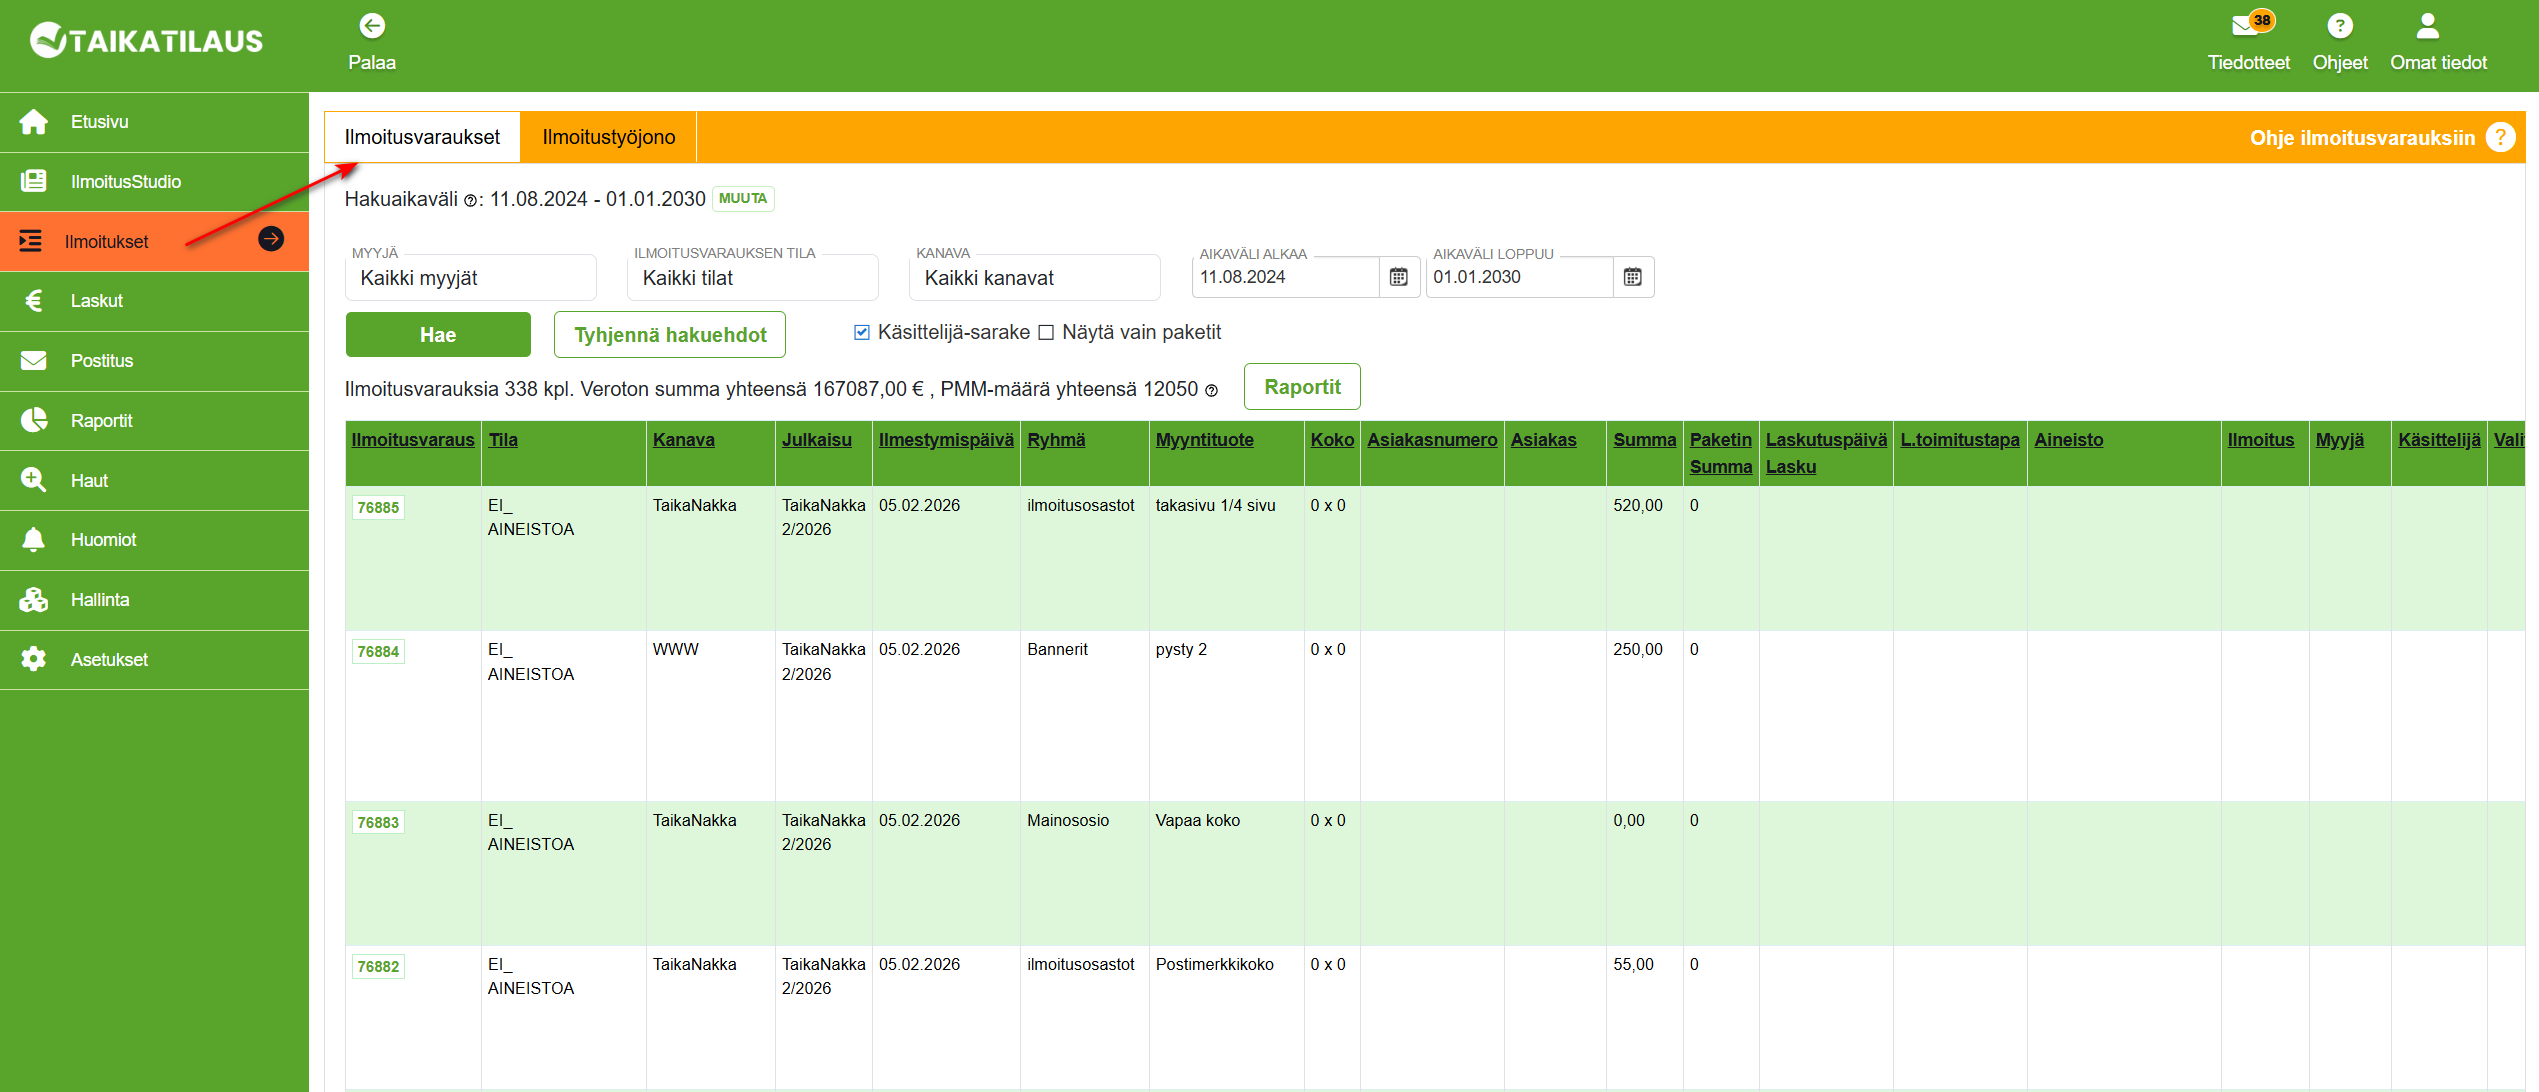 TAIKATILAUS
Palaa
38
Tiedotteet
Ohjeet
Omat tiedot
Etusivu
IlmoitusStudio
Ilmoitukset
Laskut
Postitus
Raportit
Haut
Huomiot
Hallinta
Asetukset
Ilmoitusvaraukset
Ilmoitustyöjono
Ohje ilmoitusvarauksiin ?
Hakuaikaväli ?: 11.08.2024 - 01.01.2030 MUUTA
MYYJÄ
Kaikki myyjät
ILMOITUSVARAUKSEN TILA
Kaikki tilat
KANAVA
Kaikki kanavat
AIKAVÄLI ALKAA
11.08.2024
AIKAVÄLI LOPPUU
01.01.2030
Hae
Tyhjennä hakuehdot
Käsittelijä-sarake
Näytä vain paketit
Ilmoitusvarauksia 338 kpl. Veroton summa yhteensä 167087,00 € , PMM-määrä yhteensä 12050 ?
Raportit
Ilmoitusvaraus Tila Kanava Julkaisu Ilmestymispäivä Ryhmä Myyntituote Koko Asiakasnumero Asiakas Summa Paketin Laskutuspäivä L.toimitustapa Aineisto Ilmoitus Myyjä Käsittelijä Vali
Summa Lasku
76885 EI_ TaikaNakka TaikaNakka 05.02.2026 ilmoitusosastot takasivu 1/4 sivu 0 x 0 520,00 0
AINEISTOA 2/2026
76884 EI_ WWW TaikaNakka 05.02.2026 Bannerit pysty 2 0 x 0 250,00 0
AINEISTOA 2/2026
76883 EI_ TaikaNakka TaikaNakka 05.02.2026 Mainososio Vapaa koko 0 x 0 0,00 0
AINEISTOA 2/2026
76882 EI_ TaikaNakka TaikaNakka 05.02.2026 ilmoitusosastot Postimerkkikoko 0 x 0 55,00 0
AINEISTOA 2/2026